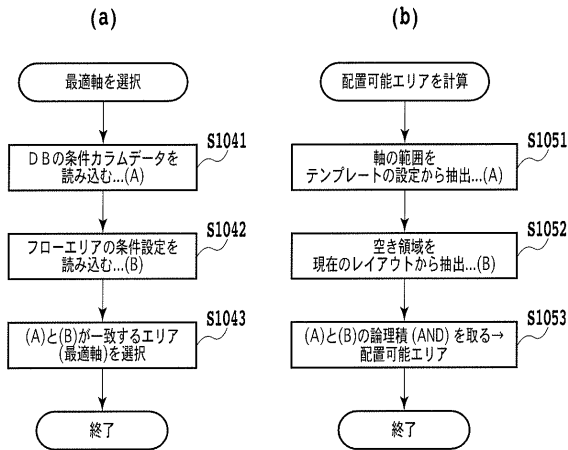 (a)
最適軸を選択
S1041
DBの条件カラムデータを
読み込む...(A)
S1042
フローエリアの条件設定を
読み込む...(B)
S1043
(A)と(B)が一致するエリア
(最適軸)を選択
終了
(b)
配置可能エリアを計算
S1051
軸の範囲を
テンプレートの設定から抽出...(A)
S1052
空き領域を
現在のレイアウトから抽出...(B)
S1053
(A)と(B)の論理積(AND)を取る→
配置可能エリア
終了